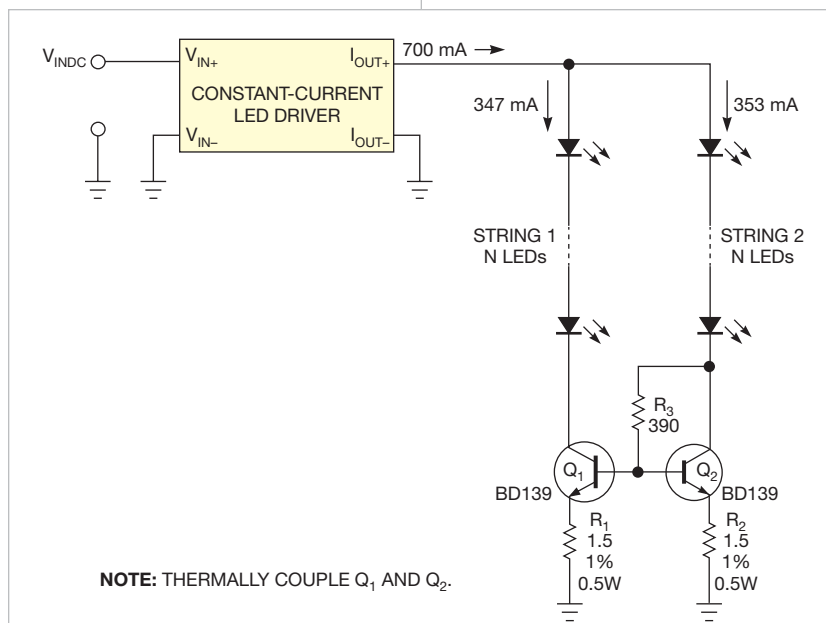 700 mA
V_INDC
V_IN+
I_OUT+
CONSTANT-CURRENT
LED DRIVER
V_IN–
I_OUT–
347 mA
353 mA
STRING 1
N LEDs
STRING 2
N LEDs
R3
390
Q1
Q2
BD139
BD139
R1
1.5
1%
0.5W
R2
1.5
1%
0.5W
NOTE: THERMALLY COUPLE Q1 AND Q2.